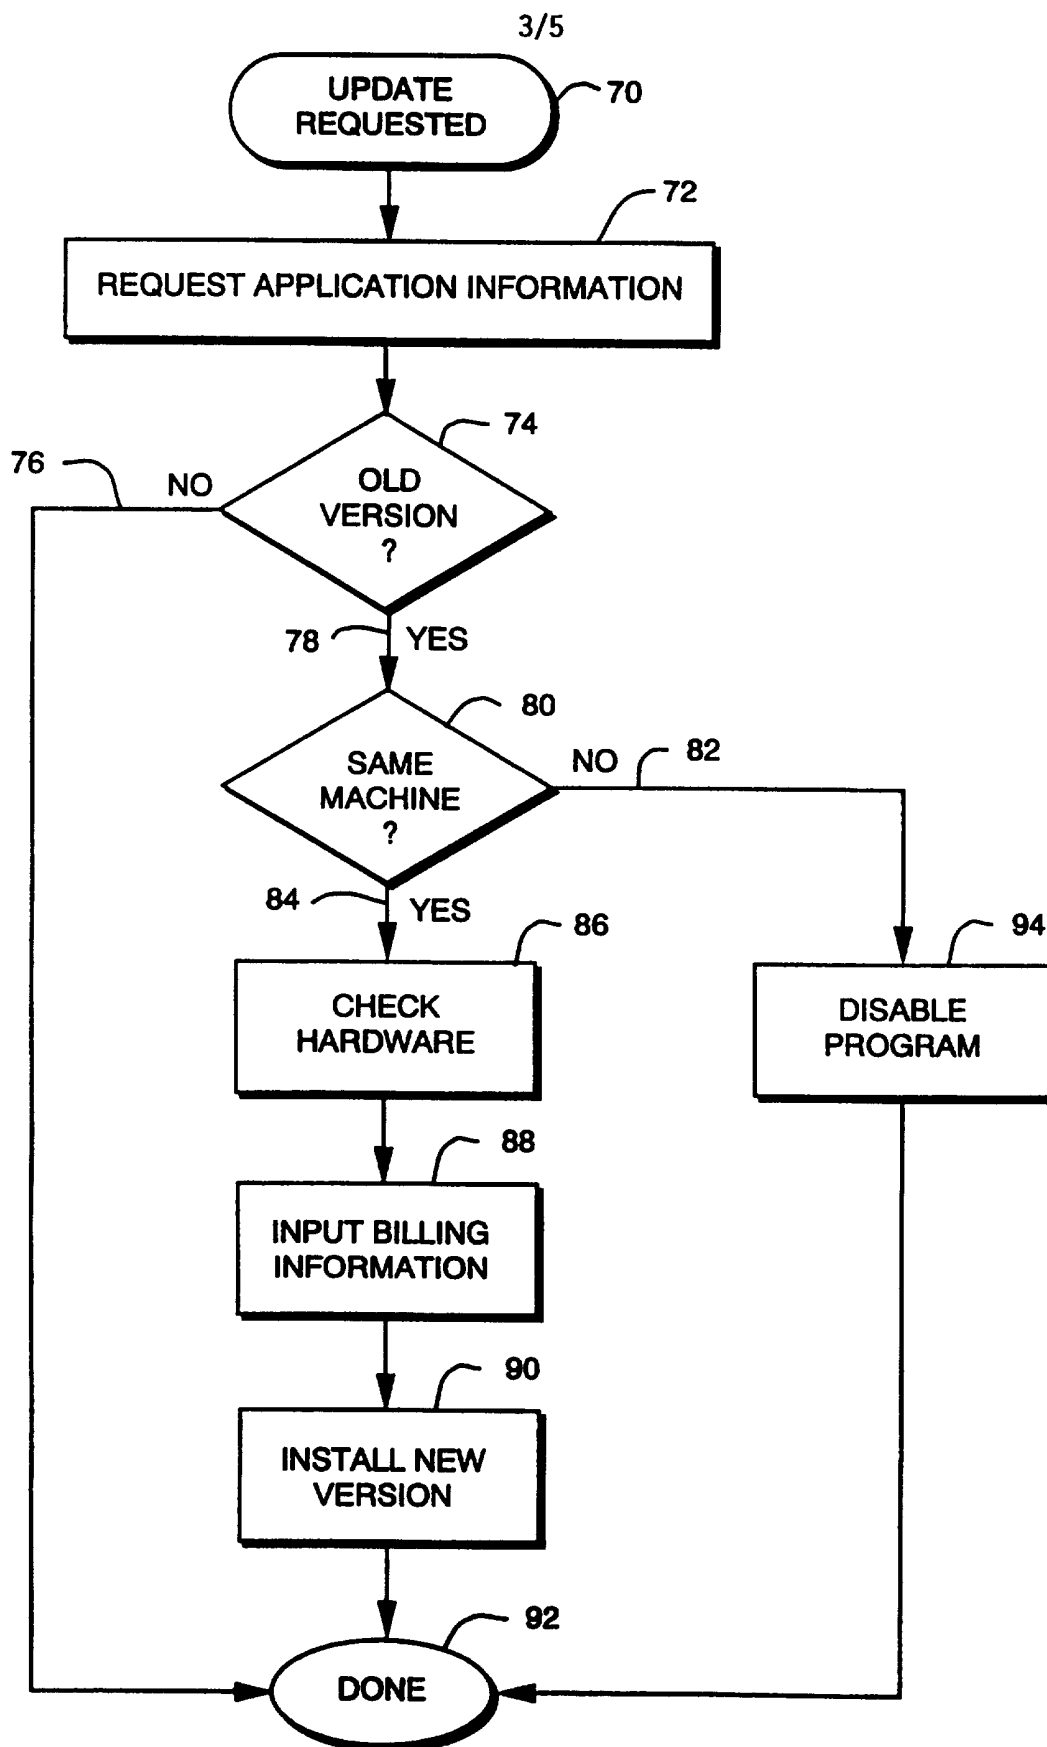 3/5
UPDATE
REQUESTED
70
72
REQUEST APPLICATION INFORMATION
74
76
NO
OLD
VERSION
?
78
YES
80
SAME
MACHINE
?
NO
82
84
YES
86
CHECK
HARDWARE
94
DISABLE
PROGRAM
88
INPUT BILLING
INFORMATION
90
INSTALL NEW
VERSION
92
DONE